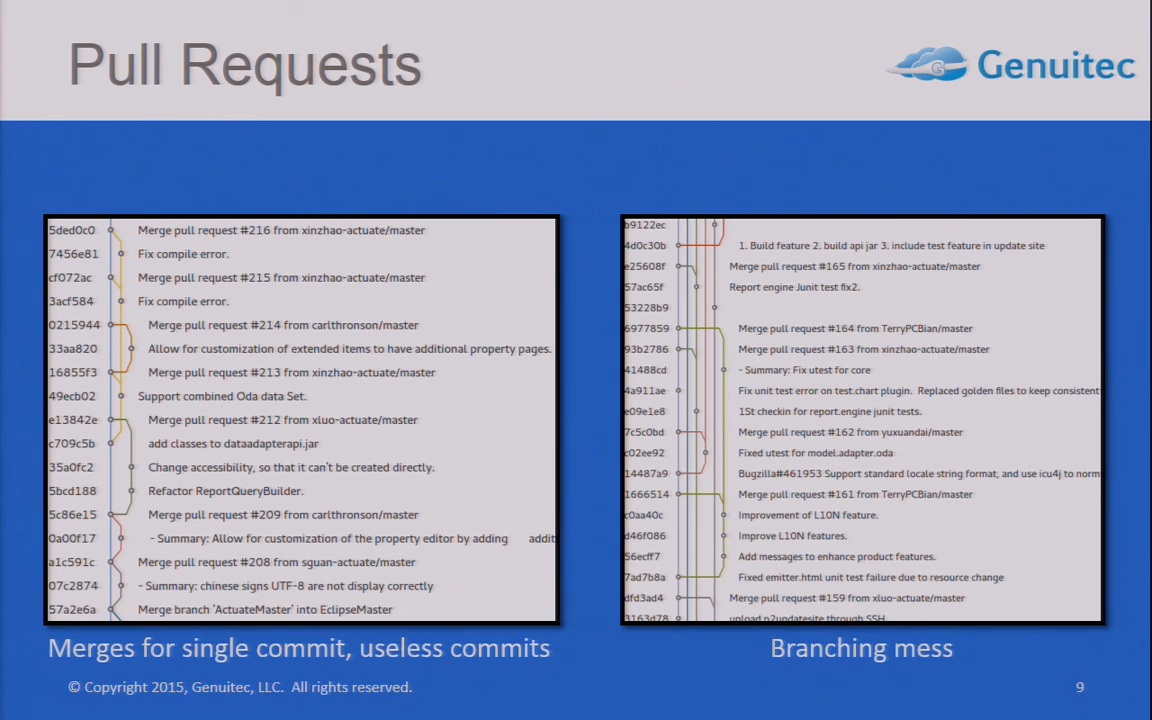 Pull Requests
Genuitec
5ded0c0 Merge pull request #216 from xinzhao-actuate/master
7456e81 Fix compile error.
cf072ac Merge pull request #215 from xinzhao-actuate/master
3acf584 Fix compile error.
0215944 Merge pull request #214 from carlthronson/master
33aa820 Allow for customization of extended items to have additional property pages.
16855f3 Merge pull request #213 from xinzhao-actuate/master
49ecb02 Support combined Oda data Set.
e13842e Merge pull request #212 from xluo-actuate/master
c709c5b add classes to dataadapterapi.jar
35a0fc2 Change accessibility, so that it can't be created directly.
5bcd188 Refactor ReportQueryBuilder.
5c86e15 Merge pull request #209 from carlthronson/master
0a00f17 - Summary: Allow for customization of the property editor by adding addit
a1c591c Merge pull request #208 from sguan-actuate/master
07c2874 - Summary: chinese signs UTF-8 are not display correctly
57a2e6a Merge branch 'ActuateMaster' into EclipseMaster
Merges for single commit, useless commits
b9122ec
4d0c30b 1. Build feature 2. build api jar 3. include test feature in update site
e25608f Merge pull request #165 from xinzhao-actuate/master
57ac65f Report engine Junit test fix2.
53228b9
6977859 Merge pull request #164 from TerryPCBian/master
93b2786 Merge pull request #163 from xinzhao-actuate/master
41488cd - Summary: Fix utest for core
4a911ae Fix unit test error on test.chart plugin. Replaced golden files to keep consistent
e09e1e8 1St checkin for report.engine junit tests.
7c5c0bd Merge pull request #162 from yuxuandai/master
c02ee92 Fixed utest for model.adapter.oda
14487a9 Bugzilla#461953 Support standard locale string format, and use icu4j to norm
1666514 Merge pull request #161 from TerryPCBian/master
c0aa40c Improvement of L10N feature.
d46f086 Improve L10N features.
56ecff7 Add messages to enhance product features.
7ad7b8a Fixed emitter.html unit test failure due to resource change
dfd3ad4 Merge pull request #159 from xluo-actuate/master
3163d78 upload p2updatesite through SSH
Branching mess
© Copyright 2015, Genuitec, LLC. All rights reserved.
9